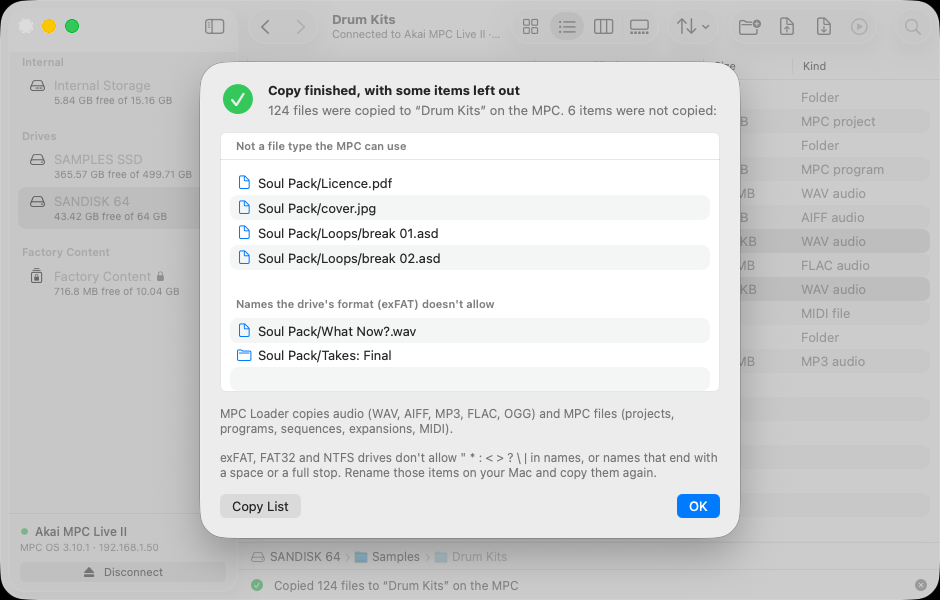 Drum Kits
Connected to Akai MPC Live II ·...
Internal
Internal Storage
5.84 GB free of 15.16 GB
Drives
SAMPLES SSD
365.57 GB free of 499.71 GB
SANDISK 64
43.42 GB free of 64 GB
Factory Content
Factory Content
716.8 MB free of 10.04 GB
Akai MPC Live II
MPC OS 3.10.1 · 192.168.1.50
Disconnect
Copy finished, with some items left out
124 files were copied to “Drum Kits” on the MPC. 6 items were not copied:
Not a file type the MPC can use
Soul Pack/Licence.pdf
Soul Pack/cover.jpg
Soul Pack/Loops/break 01.asd
Soul Pack/Loops/break 02.asd
Names the drive's format (exFAT) doesn't allow
Soul Pack/What Now?.wav
Soul Pack/Takes: Final
MPC Loader copies audio (WAV, AIFF, MP3, FLAC, OGG) and MPC files (projects,
programs, sequences, expansions, MIDI).
exFAT, FAT32 and NTFS drives don't allow " * : < > ? \ | in names, or names that end with
a space or a full stop. Rename those items on your Mac and copy them again.
Copy List
OK
Kind
Folder
MPC project
Folder
MPC program
WAV audio
AIFF audio
KB WAV audio
MB FLAC audio
KB WAV audio
MIDI file
Folder
MB MP3 audio
SANDISK 64 › Samples › Drum Kits
Copied 124 files to “Drum Kits” on the MPC